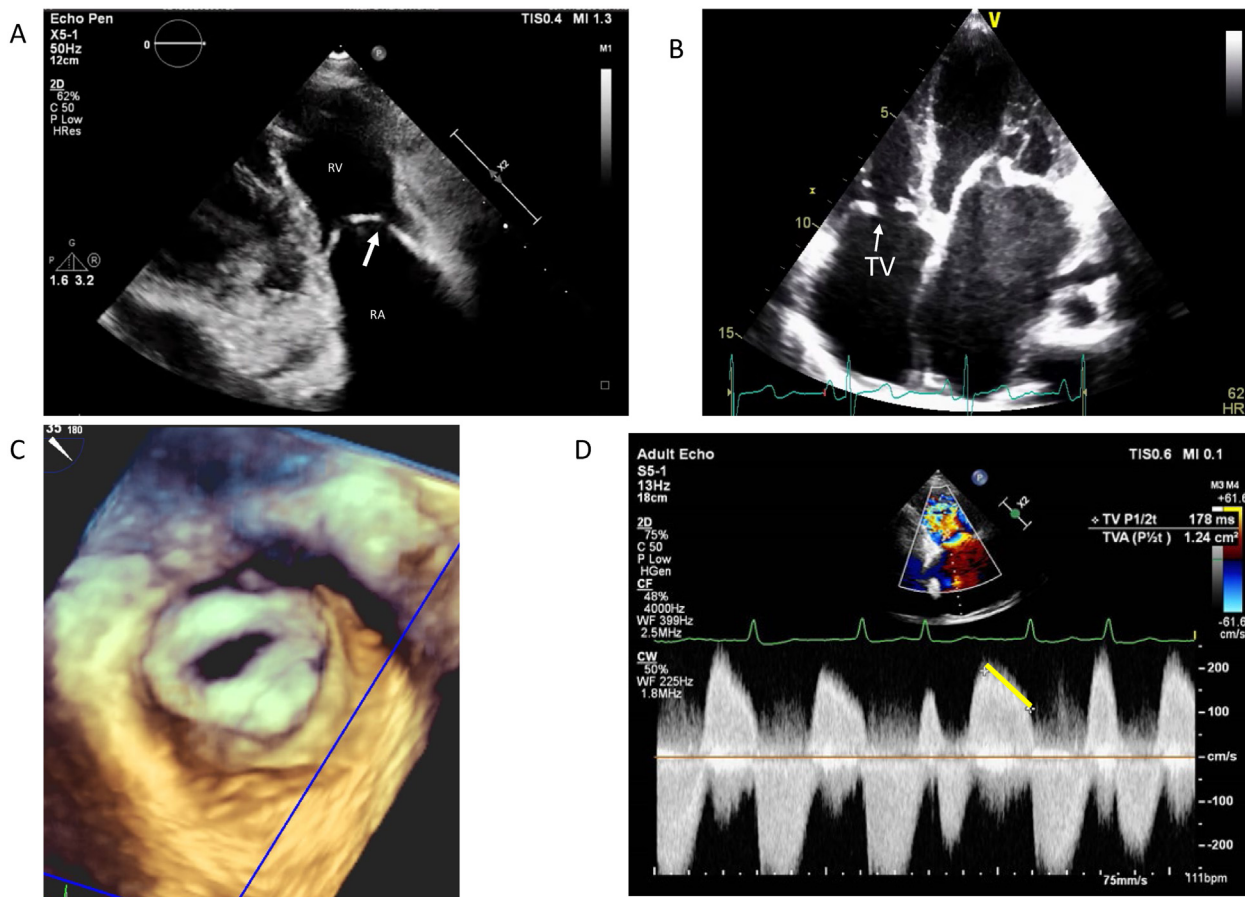 A
Echo Pen
TIS0.4 MI 1.3
X5-1
50Hz
12cm
0
P
M1
2D
62%
C 50
P Low
HRes
X2
RV
RA
G
P R
1.6 3.2
B
V
5
10
15
TV
62
HR
C
35 180
D
Adult Echo
TIS0.6 MI 0.1
S5-1
13Hz
18cm
P
X2
M3 M4
+61.6
TV P1/2t 178 ms
TVA (P½t ) 1.24 cm²
2D
75%
C 50
P Low
HGen
CF
48%
4000Hz
WF 399Hz
2.5MHz
-61.6
cm/s
CW
50%
WF 225Hz
1.8MHz
200
100
cm/s
-100
-200
75mm/s
111bpm